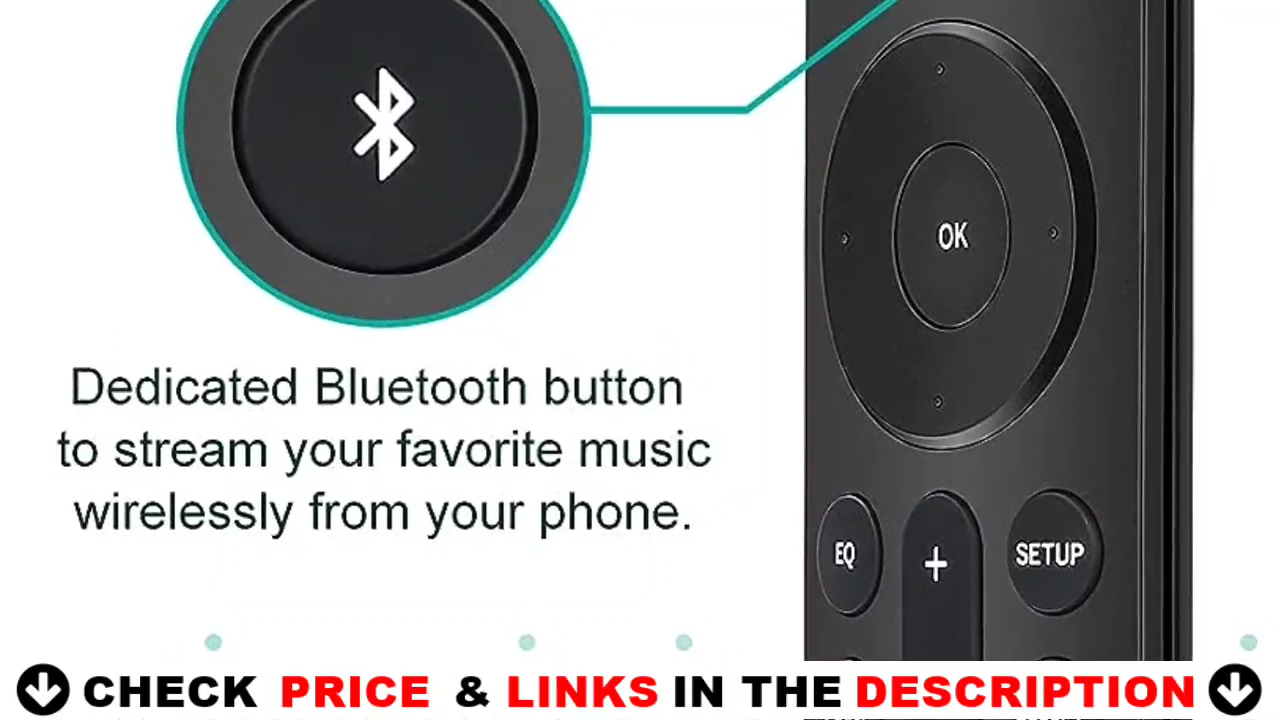 OK
Dedicated Bluetooth button
to stream your favorite music
wirelessly from your phone.
EQ
+
SETUP
CHECK PRICE & LINKS IN THE DESCRIPTION